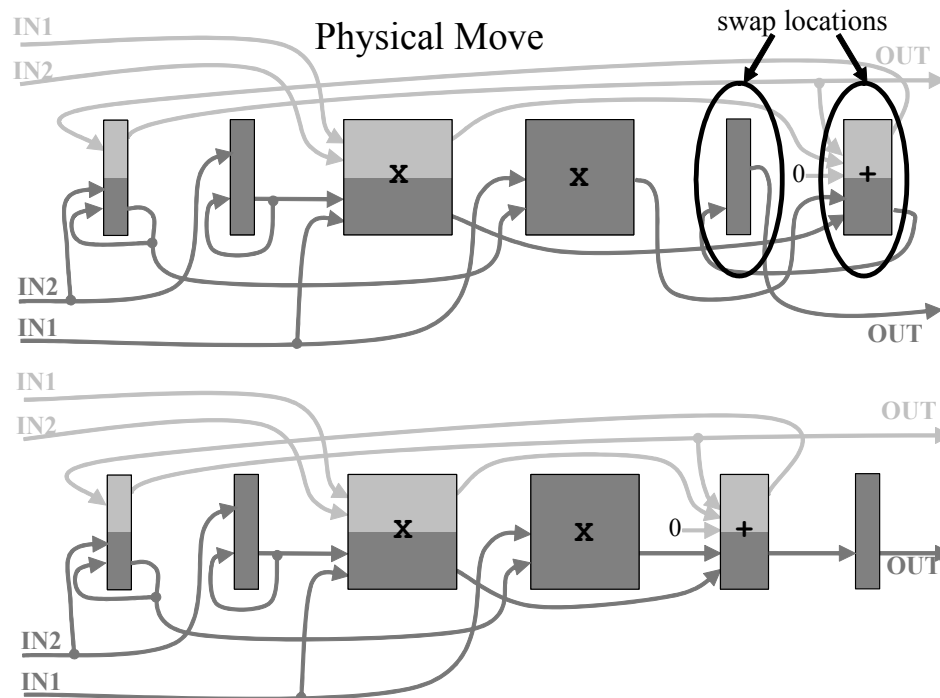 IN1
Physical Move
swap locations
IN2
OUT
X
X
0
+
IN2
IN1
OUT
IN1
IN2
OUT
X
X
0
+
OUT
IN2
IN1